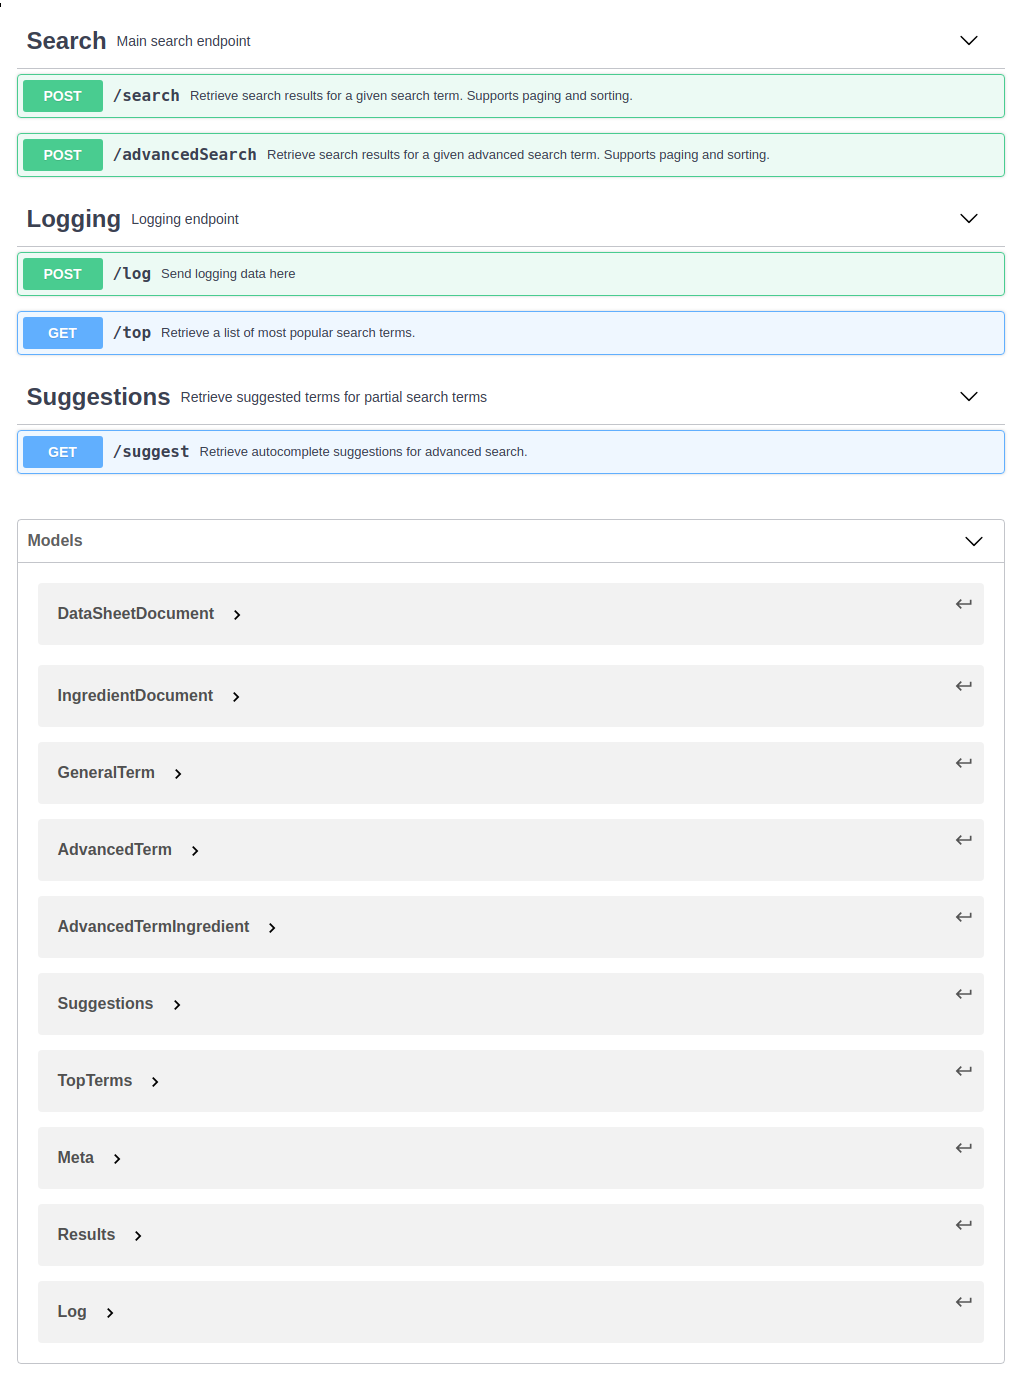 Search Main search endpoint
POST /search Retrieve search results for a given search term. Supports paging and sorting.
POST /advancedSearch Retrieve search results for a given advanced search term. Supports paging and sorting.
Logging Logging endpoint
POST /log Send logging data here
GET /top Retrieve a list of most popular search terms.
Suggestions Retrieve suggested terms for partial search terms
GET /suggest Retrieve autocomplete suggestions for advanced search.
Models
DataSheetDocument
IngredientDocument
GeneralTerm
AdvancedTerm
AdvancedTermIngredient
Suggestions
TopTerms
Meta
Results
Log